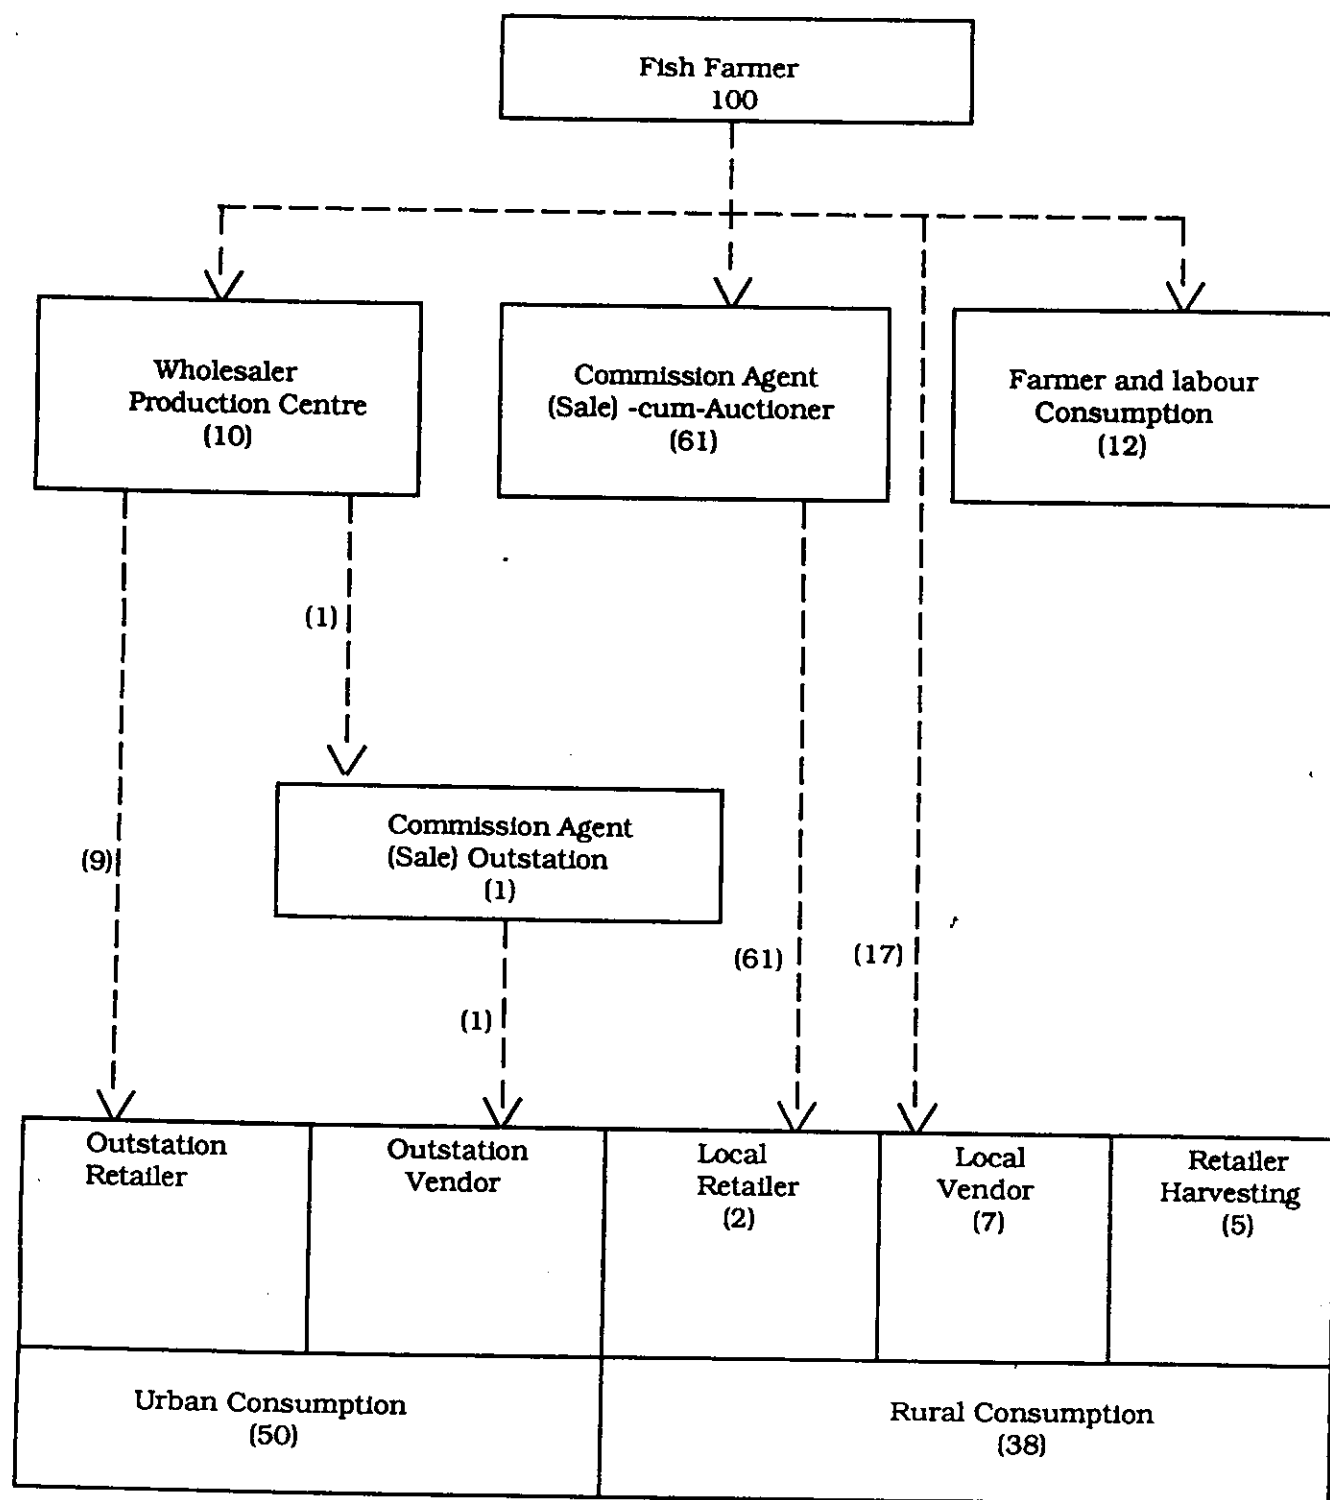 Fish Farmer
100
Wholesaler
Production Centre
(10)
Commission Agent
(Sale) -cum-Auctioner
(61)
Farmer and labour
Consumption
(12)
(1)
Commission Agent
(Sale) Outstation
(1)
(9)
(61)
(17)
(1)
Outstation
Retailer
Outstation
Vendor
Local
Retailer
(2)
Local
Vendor
(7)
Retailer
Harvesting
(5)
Urban Consumption
(50)
Rural Consumption
(38)